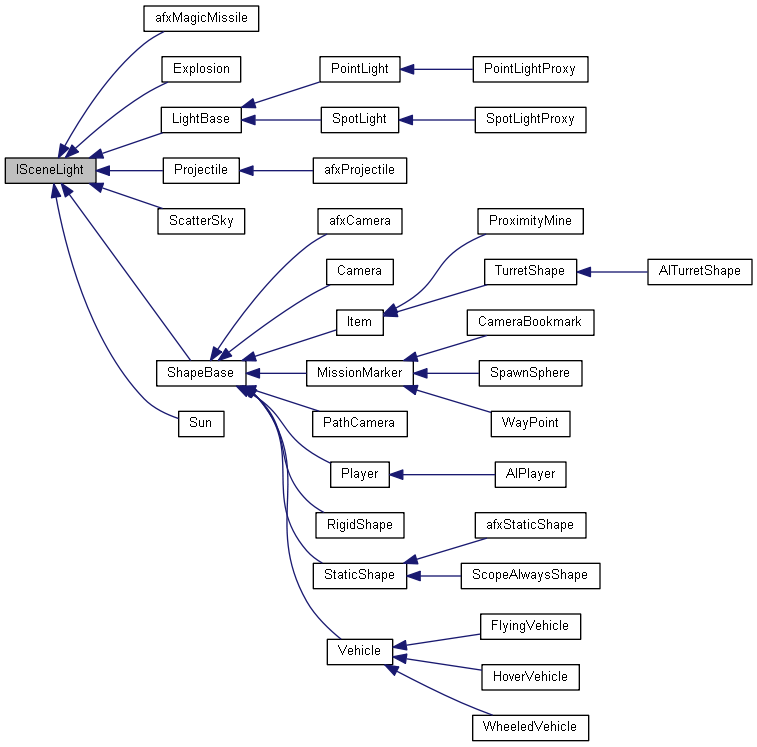 afxMagicMissile
Explosion
PointLight
PointLightProxy
LightBase
SpotLight
SpotLightProxy
ISceneLight
Projectile
afxProjectile
ScatterSky
afxCamera
ProximityMine
Camera
TurretShape
AITurretShape
Item
CameraBookmark
ShapeBase
MissionMarker
SpawnSphere
Sun
PathCamera
WayPoint
Player
AIPlayer
RigidShape
afxStaticShape
StaticShape
ScopeAlwaysShape
FlyingVehicle
Vehicle
HoverVehicle
WheeledVehicle